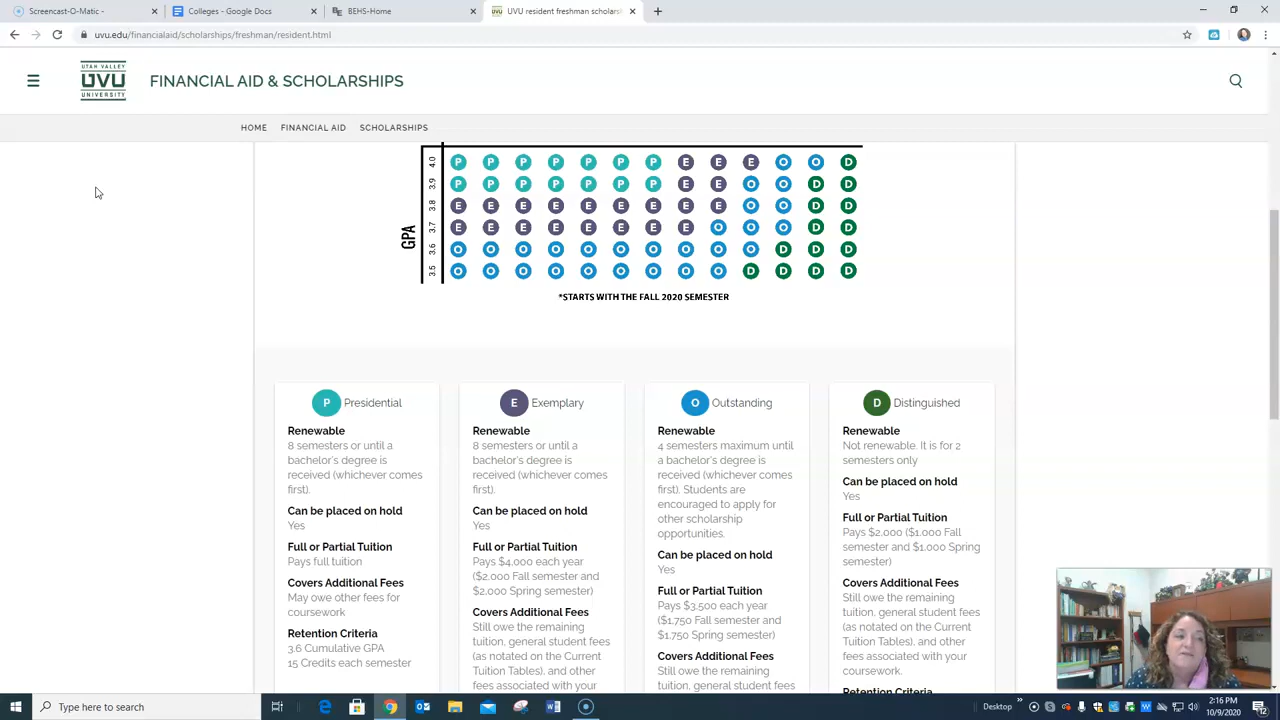 Screencast-O-Matic -
Colleges - Google Docs
BEHS-Home
UVU resident freshman scholars
uvu.edu/financialaid/scholarships/freshman/resident.html
UTAH VALLEY
UVU
UNIVERSITY
FINANCIAL AID & SCHOLARSHIPS
HOME FINANCIAL AID SCHOLARSHIPS
GPA
4.0 P P P P P P P E E E O O D
3.9 P P P P P P P E E O O D D
3.8 E E E E E E E E E O O D D
3.7 E E E E E E E E O O O D D
3.6 O O O O O O O O O O D D D
3.5 O O O O O O O O O D D D D
*STARTS WITH THE FALL 2020 SEMESTER
P Presidential
Renewable
8 semesters or until a
bachelor's degree is
received (whichever comes
first).
Can be placed on hold
Yes
Full or Partial Tuition
Pays full tuition
Covers Additional Fees
May owe other fees for
coursework
Retention Criteria
3.6 Cumulative GPA
15 Credits each semester
E Exemplary
Renewable
8 semesters or until a
bachelor's degree is
received (whichever comes
first).
Can be placed on hold
Yes
Full or Partial Tuition
Pays $4,000 each year
($2,000 Fall semester and
$2,000 Spring semester)
Covers Additional Fees
Still owe the remaining
tuition, general student fees
(as noted on the Current
Tuition Tables), and other
fees associated with your
O Outstanding
Renewable
4 semesters maximum until
a bachelor's degree is
received (whichever comes
first). Students are
encouraged to apply for
other scholarship
opportunities.
Can be placed on hold
Yes
Full or Partial Tuition
Pays $3,500 each year
($1,750 Fall semester and
$1,750 Spring semester)
Covers Additional Fees
Still owe the remaining
tuition, general student fees
D Distinguished
Renewable
Not renewable. It is for 2
semesters only
Can be placed on hold
Yes
Full or Partial Tuition
Pays $2,000 ($1,000 Fall
semester and $1,000 Spring
semester)
Covers Additional Fees
Still owe the remaining
tuition, general student fees
(as noted on the Current
Tuition Tables), and other
fees associated with your
coursework.
Retention Criteria
Type here to search
Desktop
2:16 PM
10/9/2020